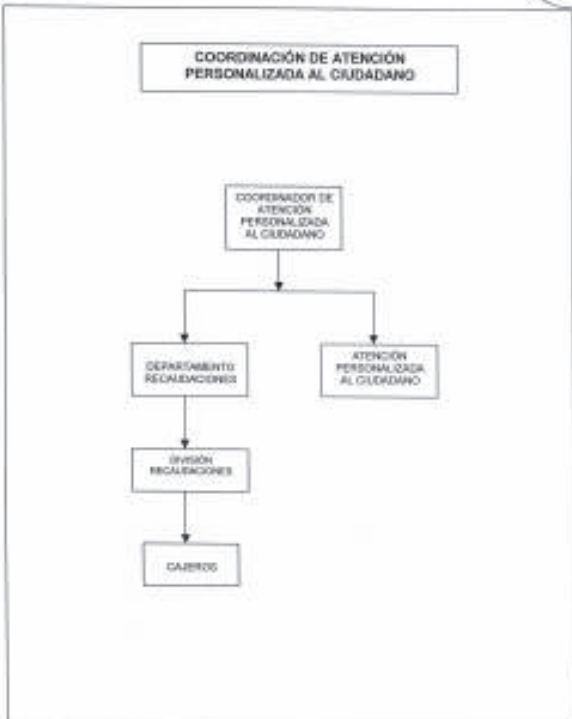 COORDINACIÓN DE ATENCIÓN
PERSONALIZADA AL CIUDADANO
COORDINADOR DE
ATENCIÓN
PERSONALIZADA
AL CIUDADANO
DEPARTAMENTO
RECAUDACIONES
ATENCIÓN
PERSONALIZADA
AL CIUDADANO
DIVISIÓN
RECAUDACIONES
CAJEROS